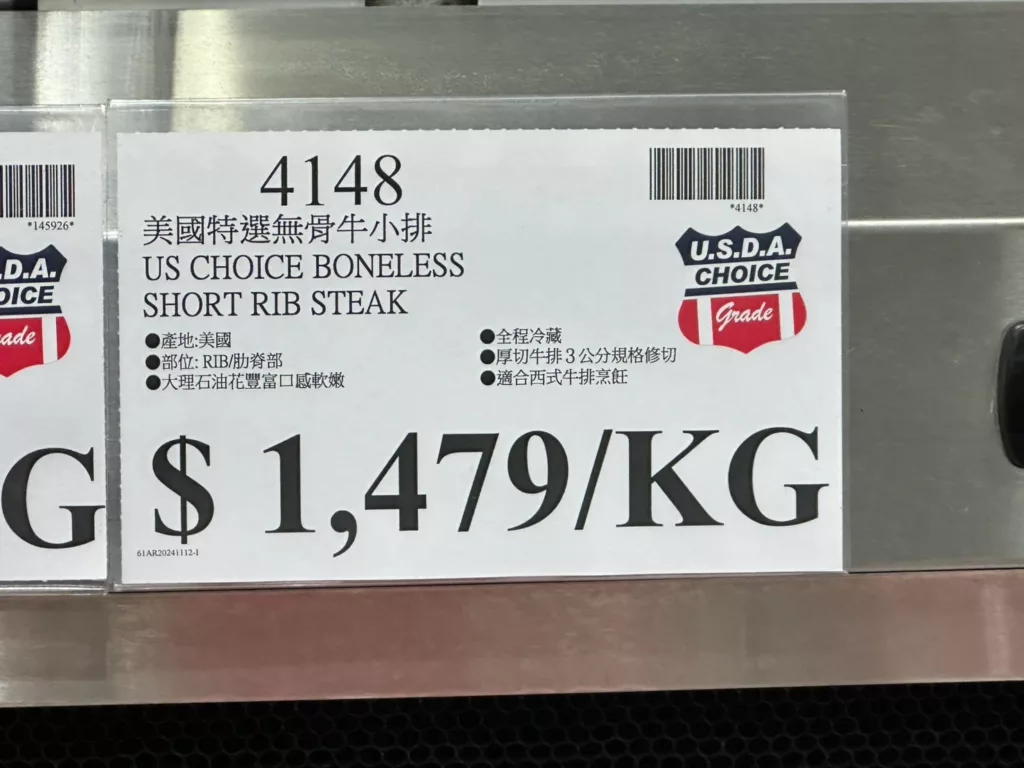 4148
美國特選無骨牛小排
US CHOICE BONELESS
SHORT RIB STEAK
●產地:美國
●部位: RIB/肋脊部
●大理石油花豐富口感軟嫩
●全程冷藏
●厚切牛排3公分規格修切
●適合西式牛排烹飪
$ 1,479/KG
61AR20241112-1
*4148*
U.S.D.A.
CHOICE
Grade
*145926*
.D.A.
OICE
ade
G